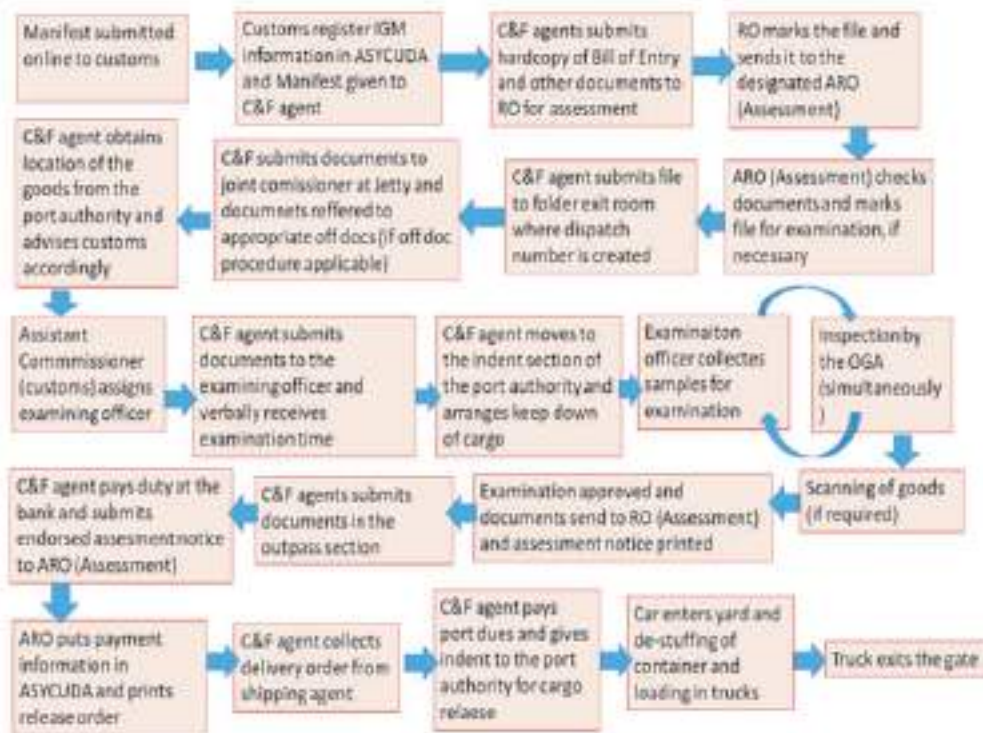 Manifest submitted
online to customs
Customs register IGM
information in ASYCUDA
and Manifest given to
C&F agent
C&F agents submits
hardcopy of Bill of Entry
and other documents to
RO for assessment
RO marks the file and
sends it to the
designated ARO
(Assessment)
ARO (Assessment) checks
documents and marks
file for examination, if
necessary
C&F agent submits file
to folder exit room
where dispatch
number is created
C&F submits documents to
joint comissioner at Jetty and
documnets reffered to
appropriate off docs (if off doc
procedure applicable)
C&F agent obtains
location of the
goods from the
port authority and
advises customs
accordingly
Assistant
Commmissioner
(customs) assigns
examining officer
C&F agent submits
documents to the
examining officer and
verbally receives
examination time
C&F agent moves to
the indent section of
the port authority and
arranges keep down
of cargo
Examinaiton
officer collectes
samples for
examination
Inspection by
the OGA
(simultaneously
)
Scanning of goods
(if required)
Examination approved and
documents send to RO (Assessment)
and assessment notice printed
C&F agents submits
documents in the
outpass section
C&F agent pays duty at the
bank and submits
endorsed assesment notice
to ARO (Assessment)
ARO puts payment
information in
ASYCUDA and prints
release order
C&F agent collects
delivery order from
shipping agent
C&F agent pays
port dues and gives
indent to the port
authority for cargo
relaese
Car enters yard and
de-stuffing of
container and
loading in trucks
Truck exits the gate